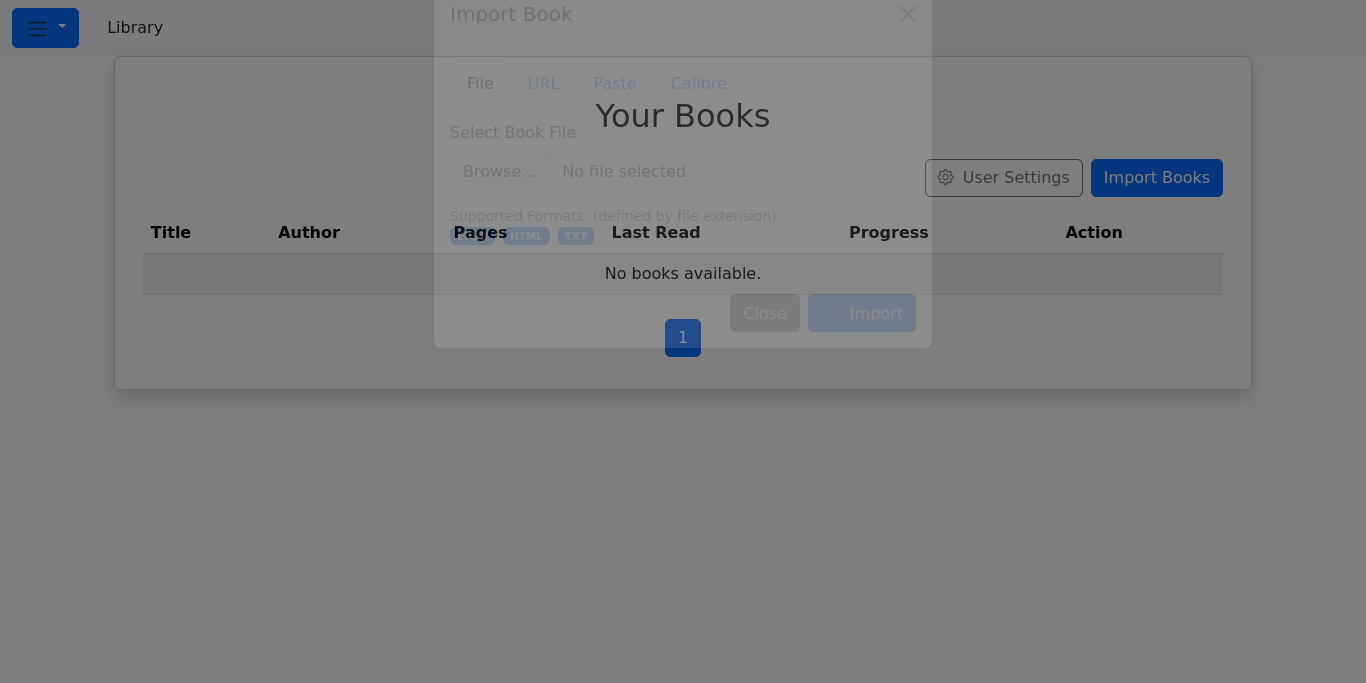 Library
Import Book
File URL Paste Calibre
Your Books
Select Book File
Browse... No file selected.
User Settings Import Books
Supported Formats: (defined by file extension)
Title Author Pages Last Read Progress Action
HTML TXT
No books available.
Close Import
1